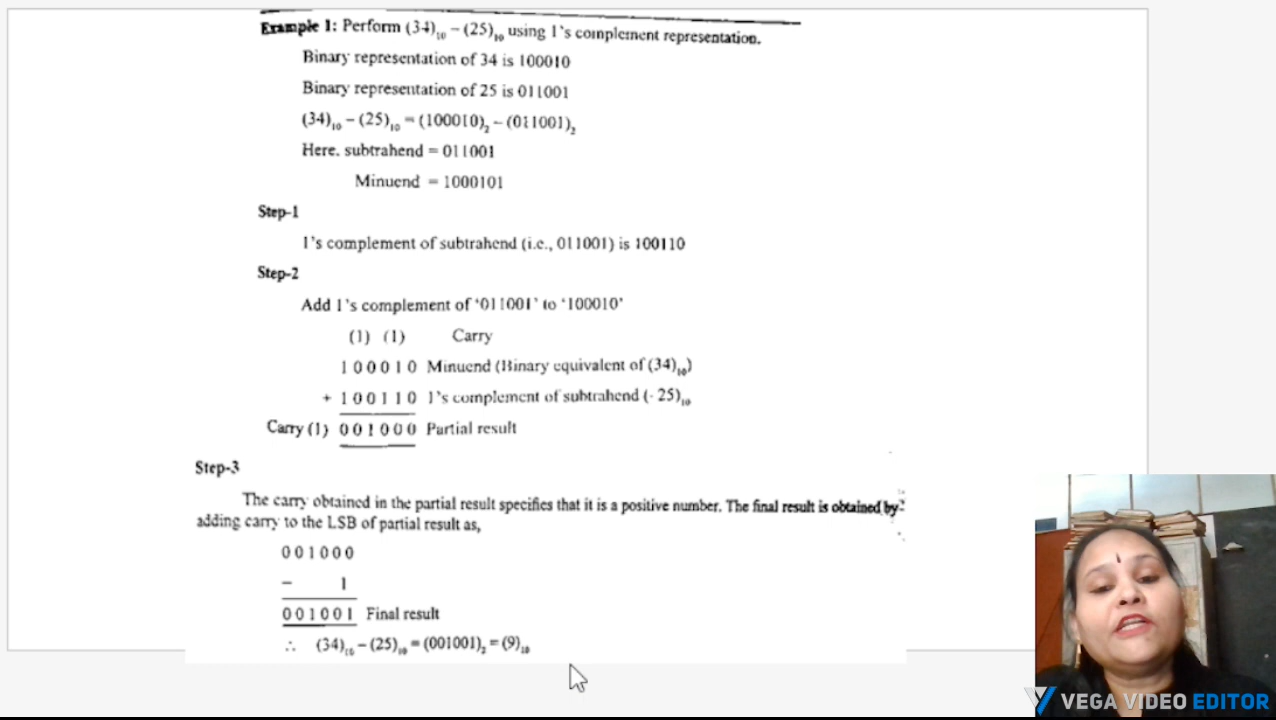 Example 1: Perform (34)₁₀ − (25)₁₀ using 1's complement representation.
Binary representation of 34 is 100010
Binary representation of 25 is 011001
(34)₁₀ − (25)₁₀ = (100010)₂ − (011001)₂
Here. subtrahend = 011001
Minuend = 1000101
Step-1
1's complement of subtrahend (i.e., 011001) is 100110
Step-2
Add 1's complement of '011001' to '100010'
(1) (1) Carry
1 0 0 0 1 0 Minuend (Binary equivalent of (34)₁₀)
+ 1 0 0 1 1 0 1's complement of subtrahend (- 25)₁₀
Carry (1) 0 0 1 0 0 0 Partial result
Step-3
The carry obtained in the partial result specifies that it is a positive number. The final result is obtained by
adding carry to the LSB of partial result as,
0 0 1 0 0 0
− 1
0 0 1 0 0 1 Final result
∴ (34)₁₀ − (25)₁₀ = (001001)₂ = (9)₁₀
VEGA VIDEO EDITOR